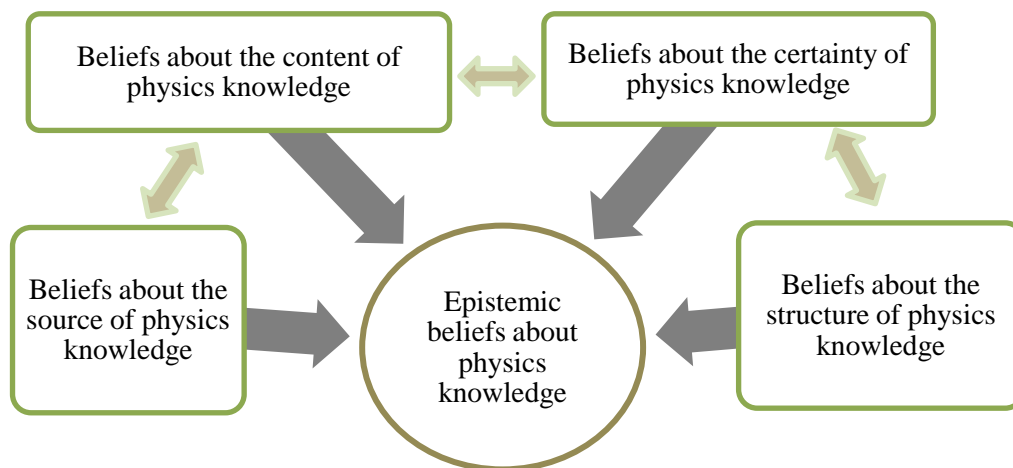 Beliefs about the content of
physics knowledge
Beliefs about the certainty of
physics knowledge
Beliefs about the
source of physics
knowledge
Epistemic
beliefs about
physics
knowledge
Beliefs about the
structure of physics
knowledge